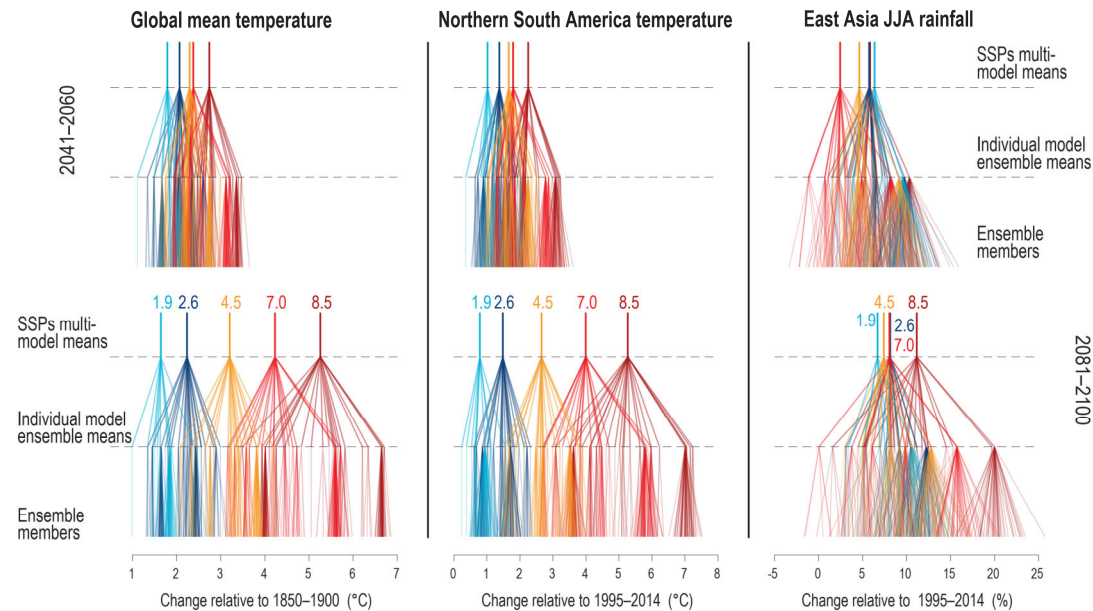 Global mean temperature
Northern South America temperature
East Asia JJA rainfall
2041–2060
SSPs multi-
model means
Individual model
ensemble means
Ensemble
members
1.9 2.6 4.5 7.0 8.5
1.9 2.6 4.5 7.0 8.5
4.5 8.5
1.9 2.6
7.0
SSPs multi-
model means
Individual model
ensemble means
Ensemble
members
2081–2100
1 2 3 4 5 6 7
0 1 2 3 4 5 6 7 8
-5 0 5 10 15 20 25
Change relative to 1850–1900 (°C)
Change relative to 1995–2014 (°C)
Change relative to 1995–2014 (%)